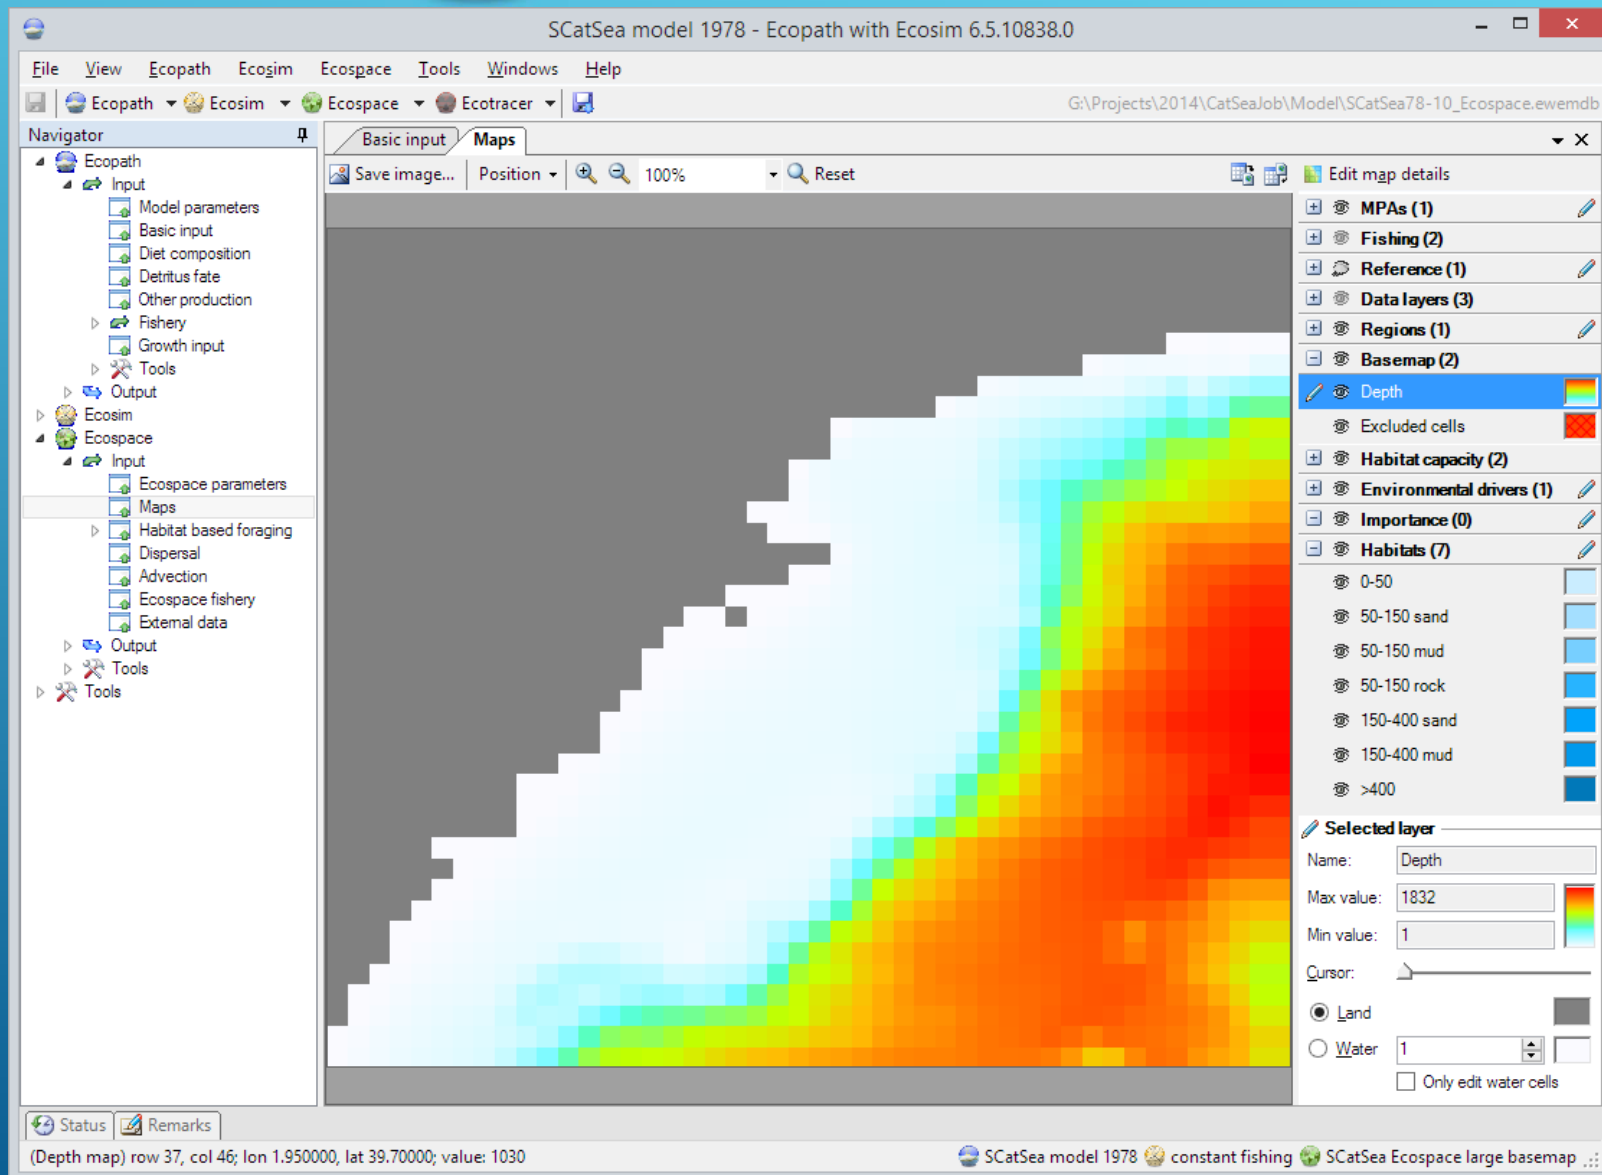 SCatSea model 1978 - Ecopath with Ecosim 6.5.10838.0
File View Ecopath Ecosim Ecospace Tools Windows Help
Ecopath Ecosim Ecospace Ecotracer G:\Projects\2014\CatSeaJob\Model\SCatSea78-10_Ecospace.ewemdb
Navigator
Ecopath
Input
Model parameters
Basic input
Diet composition
Detritus fate
Other production
Fishery
Growth input
Tools
Output
Ecosim
Ecospace
Input
Ecospace parameters
Maps
Habitat based foraging
Dispersal
Advection
Ecospace fishery
External data
Output
Tools
Tools
Basic input Maps
Save image... Position 100% Reset
Edit map details
MPAs (1)
Fishing (2)
Reference (1)
Data layers (3)
Regions (1)
Basemap (2)
Depth
Excluded cells
Habitat capacity (2)
Environmental drivers (1)
Importance (0)
Habitats (7)
0-50
50-150 sand
50-150 mud
50-150 rock
150-400 sand
150-400 mud
>400
Selected layer
Name: Depth
Max value: 1832
Min value: 1
Cursor:
Land
Water 1
Only edit water cells
Status Remarks
(Depth map) row 37, col 46; lon 1.950000, lat 39.70000; value: 1030 SCatSea model 1978 constant fishing SCatSea Ecospace large basemap